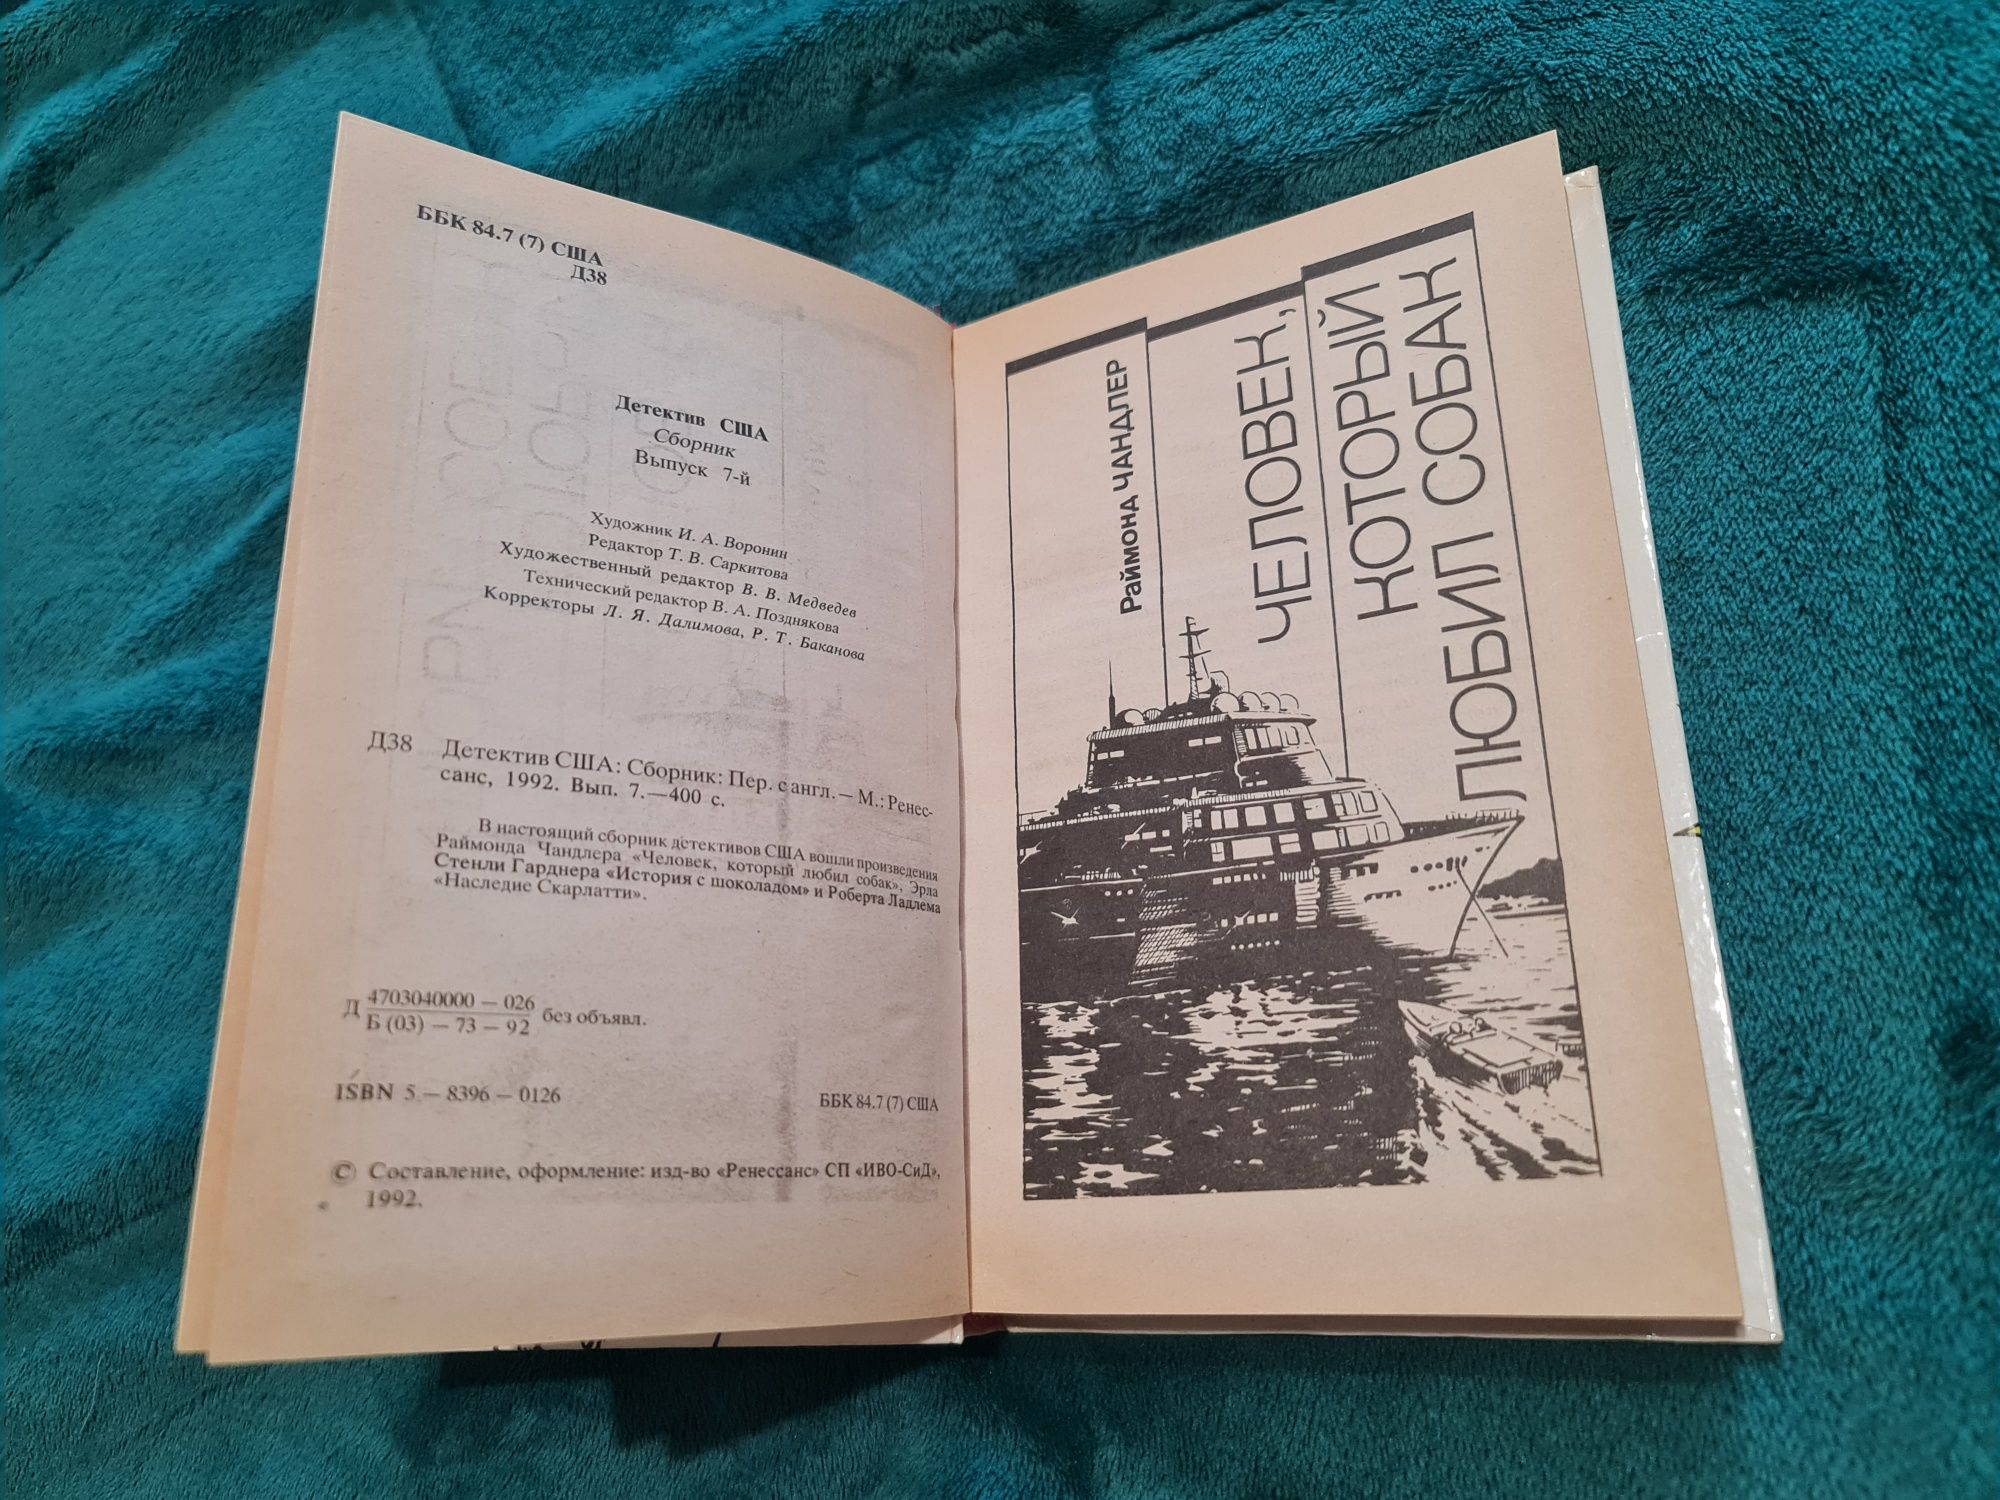 ББК 84.7 (7) США
Д38
Детектив США
Сборник
Выпуск 7-й
Художник И. А. Воронин
Редактор Т. В. Саркитова
Художественный редактор В. В. Медведев
Технический редактор В. А. Позднякова
Корректоры Л. Я. Далимова, Р. Т. Баканова
Д38 Детектив США: Сборник: Пер. с англ. — М.: Ренес-
санс, 1992. Вып. 7.—400 с.
В настоящий сборник детективов США вошли произведения
Раймонда Чандлера «Человек, который любил собак», Эрла
Стенли Гарднера «История с шоколадом» и Роберта Ладлема
«Наследие Скарлатти».
Д 4703040000 — 026
Б (03) — 73 — 92 без объявл.
ISBN 5 — 8396 — 0126
ББК 84.7 (7) США
© Составление, оформление: изд-во «Ренессанс» СП «ИВО-СиД»,
1992.
Раймонд ЧАНДЛЕР
ЧЕЛОВЕК,
КОТОРЫЙ
ЛЮБИЛ СОБАК